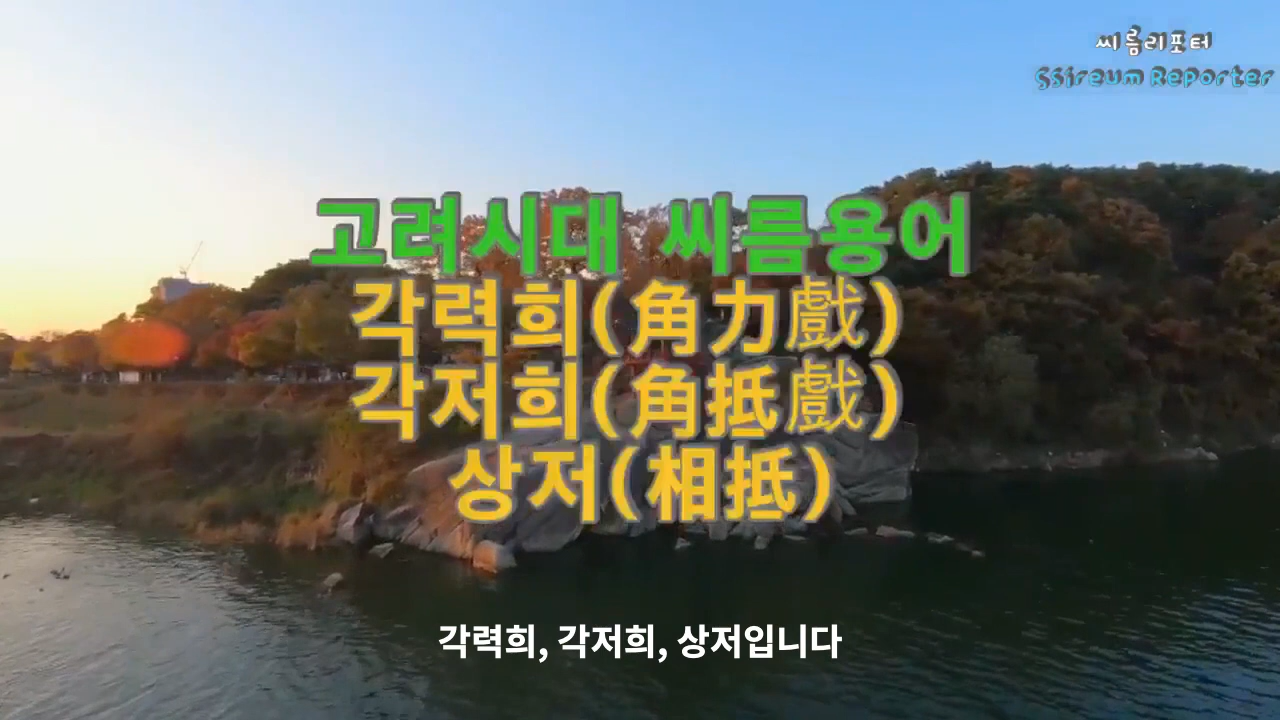 씨름리포터
SSireum Reporter
고려시대 씨름용어
각력희(角力戲)
각저희(角抵戲)
상저(相抵)
각력희, 각저희, 상저입니다